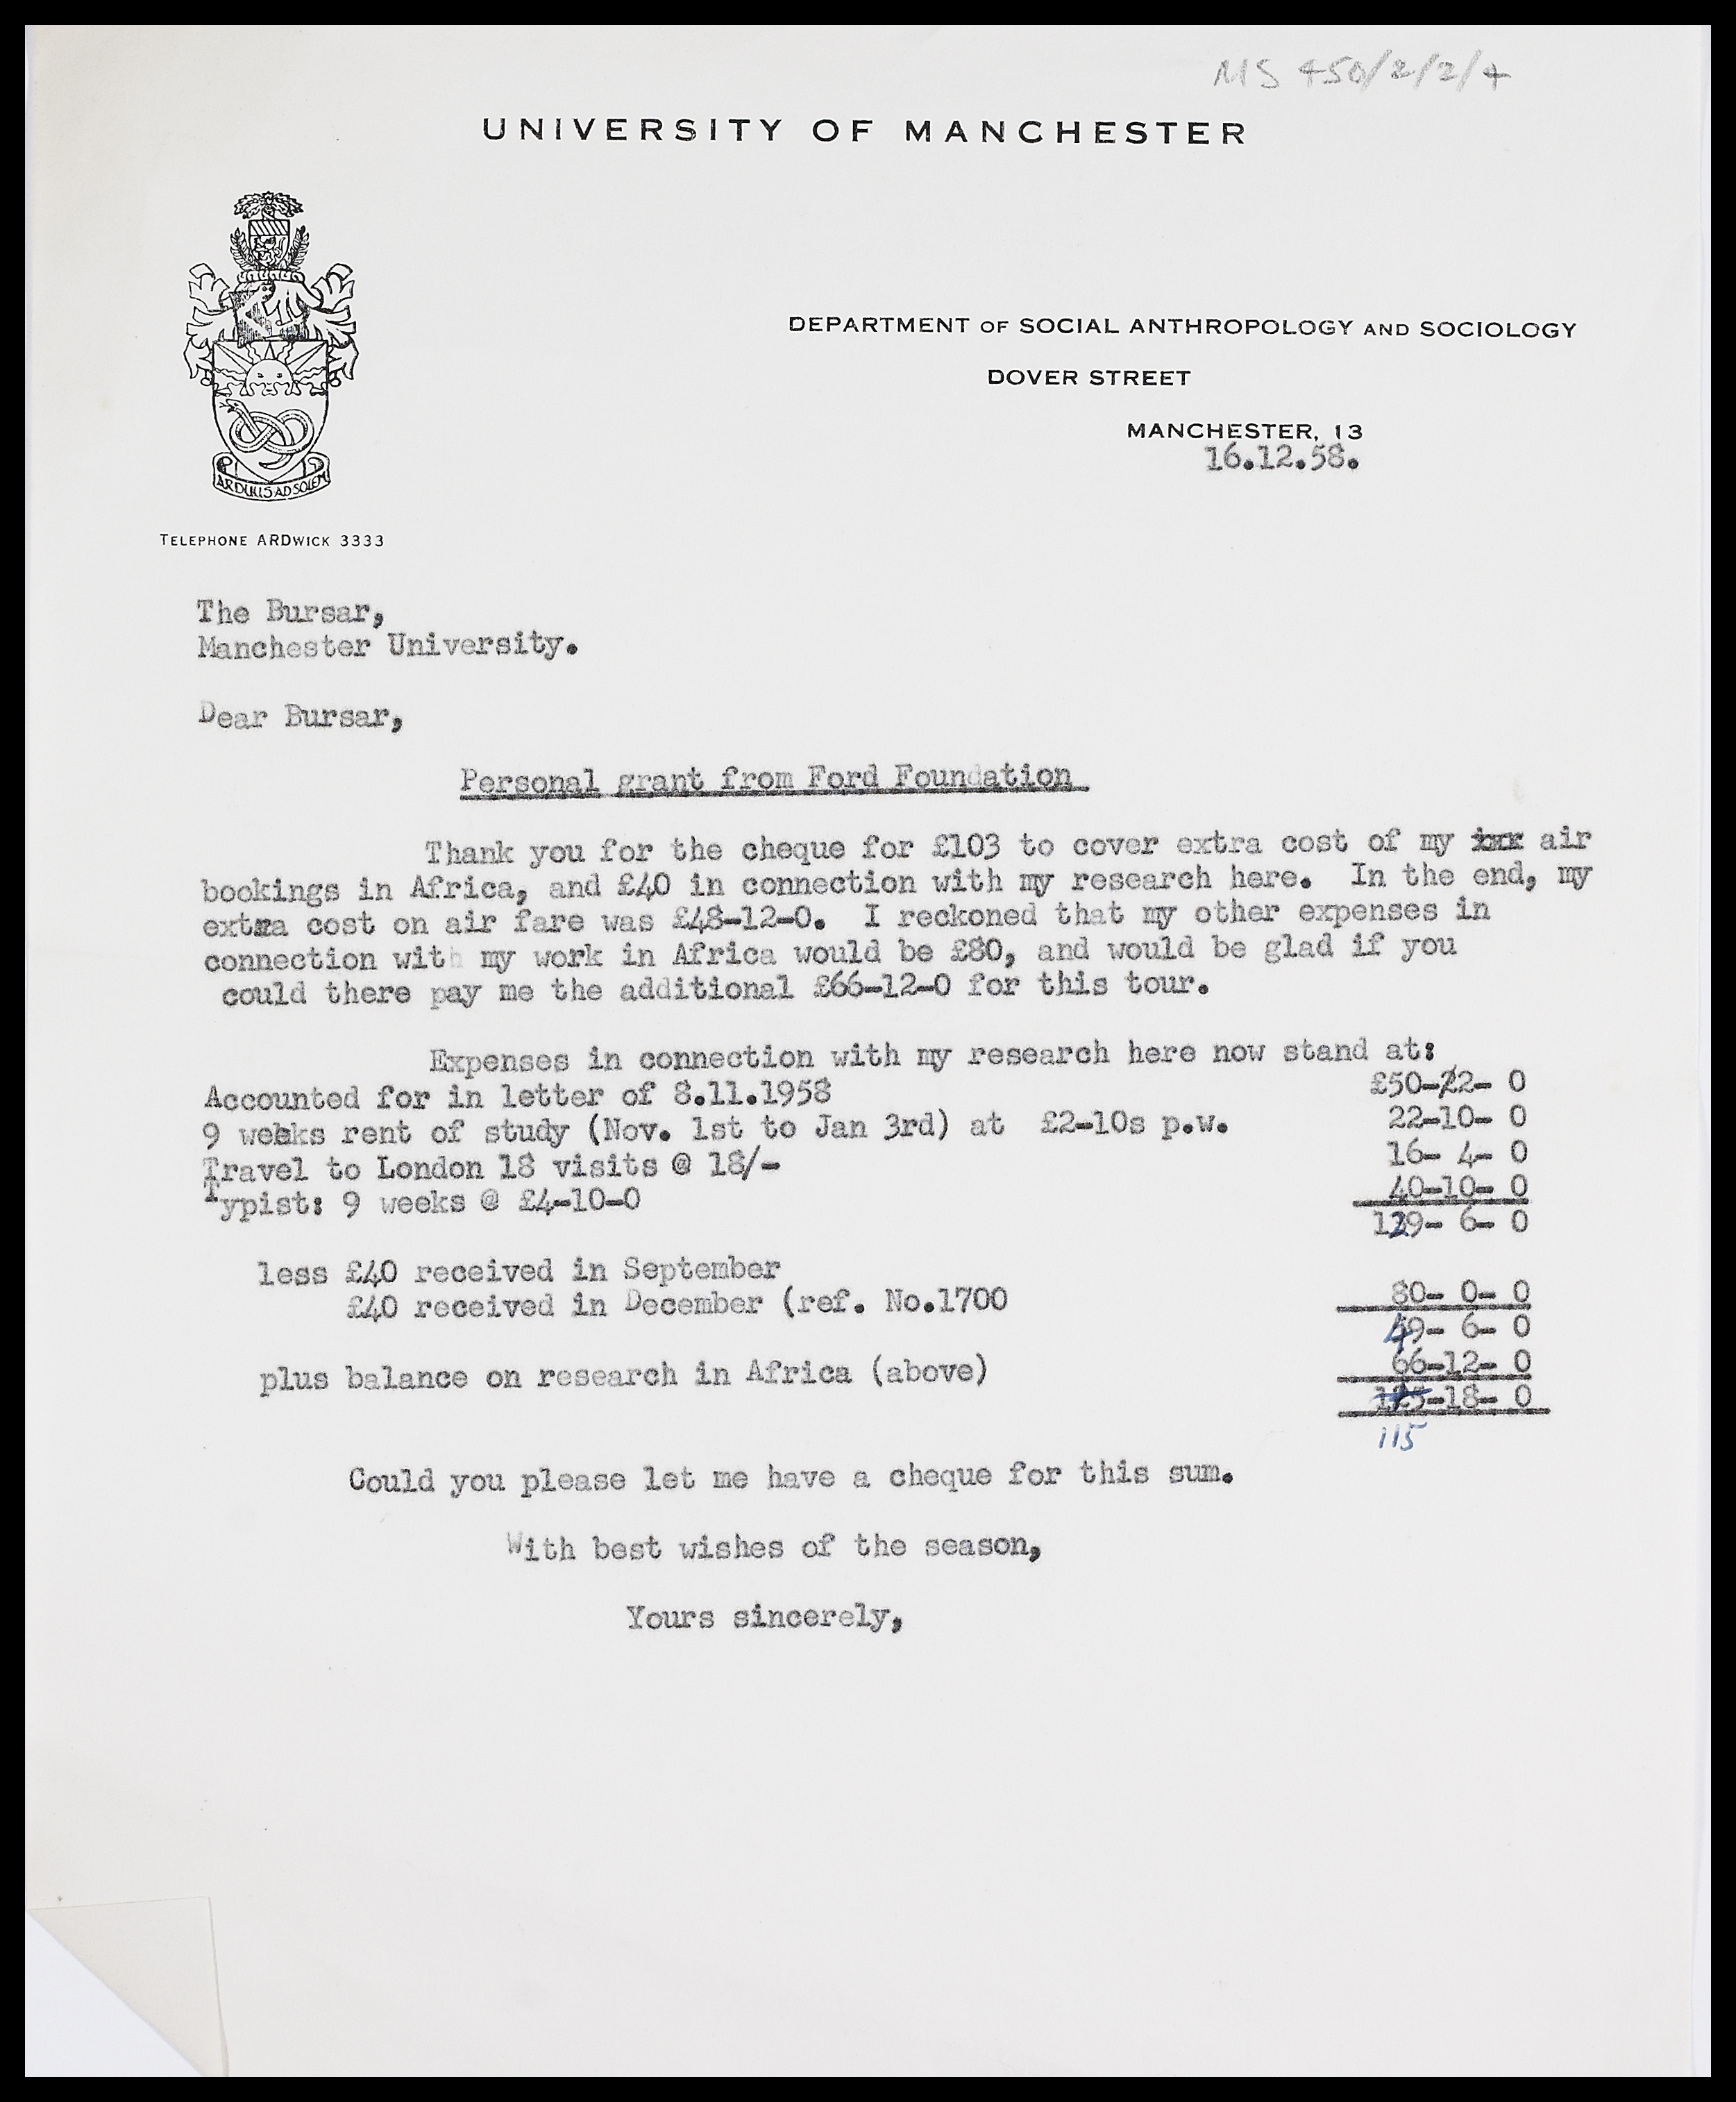 MS 450/2/2/4
UNIVERSITY OF MANCHESTER
DEPARTMENT OF SOCIAL ANTHROPOLOGY AND SOCIOLOGY
DOVER STREET
MANCHESTER, 13
16.12.58.
ARDUUS AD SOLEM
TELEPHONE ARDWICK 3333
The Bursar,
Manchester University.
Dear Bursar,
Personal grant from Ford Foundation
Thank you for the cheque for £103 to cover extra cost of my air
bookings in Africa, and £40 in connection with my research here. In the end, my
extra cost on air fare was £48-12-0. I reckoned that my other expenses in
connection with my work in Africa would be £80, and would be glad if you
could there pay me the additional £66-12-0 for this tour.
Expenses in connection with my research here now stand at:
Accounted for in letter of 8.11.1958 £50-2- 0
9 weeks rent of study (Nov. 1st to Jan 3rd) at £2-10s p.w. 22-10- 0
Travel to London 18 visits @ 18/- 16- 4- 0
Typist: 9 weeks @ £4-10-0 40-10- 0
129- 6- 0
less £40 received in September
£40 received in December (ref. No.1700 80- 0- 0
49- 6- 0
plus balance on research in Africa (above) 66-12- 0
125-18- 0
115
Could you please let me have a cheque for this sum.
With best wishes of the season,
Yours sincerely,